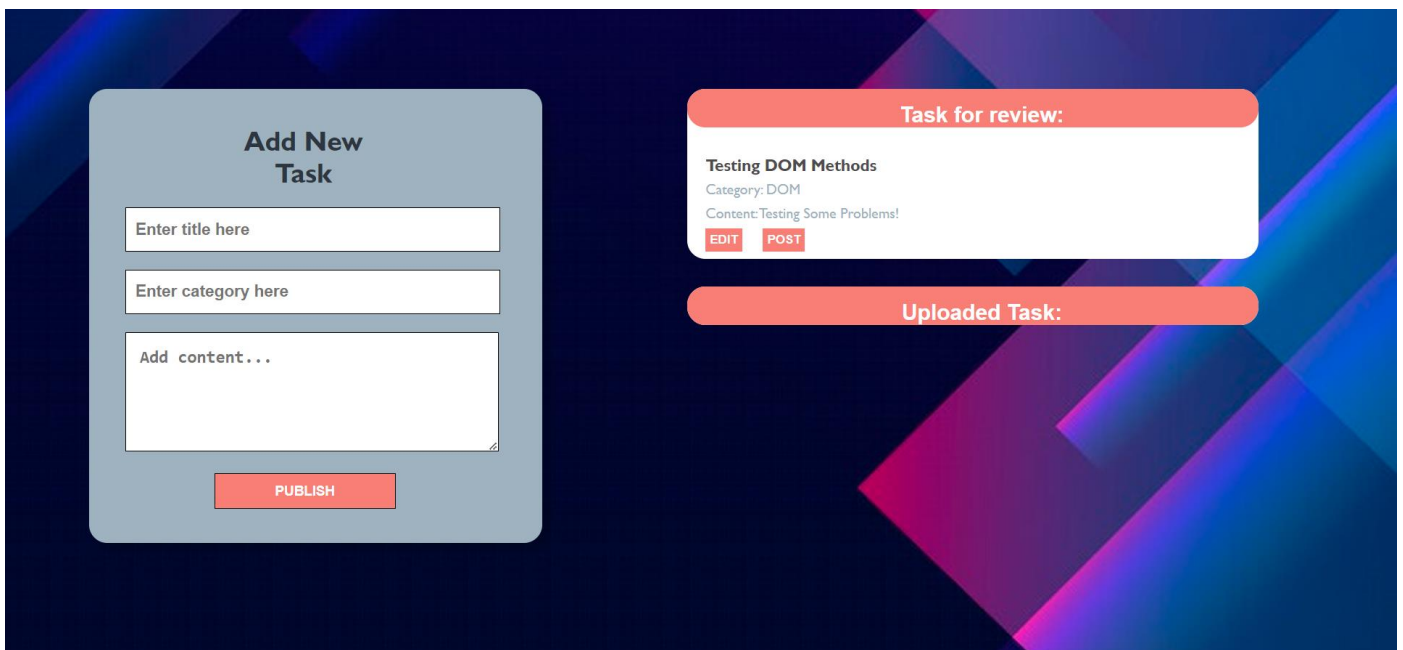 Add New
Task
Enter title here
Enter category here
Add content...
PUBLISH
Task for review:
Testing DOM Methods
Category: DOM
Content: Testing Some Problems!
EDIT POST
Uploaded Task: